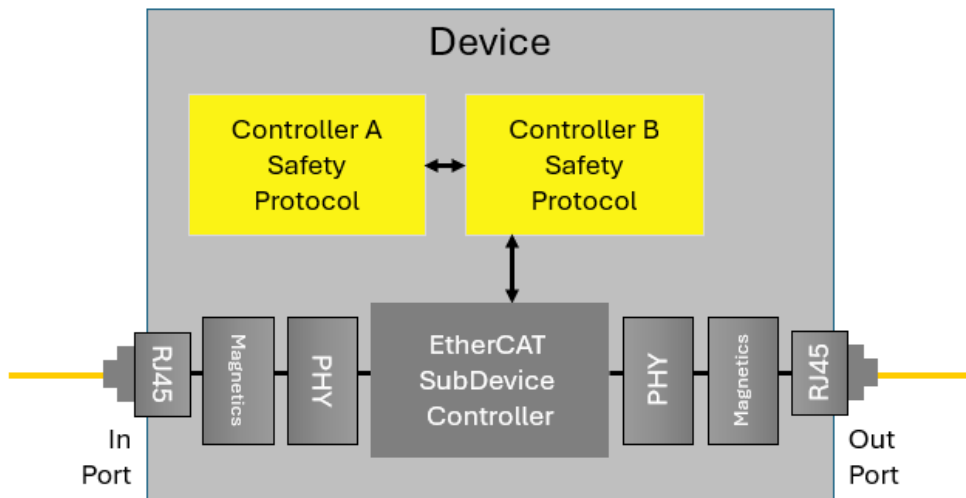 Device
Controller A
Safety
Protocol
Controller B
Safety
Protocol
RJ45
Magnetics
PHY
EtherCAT
SubDevice
Controller
PHY
Magnetics
RJ45
In
Port
Out
Port